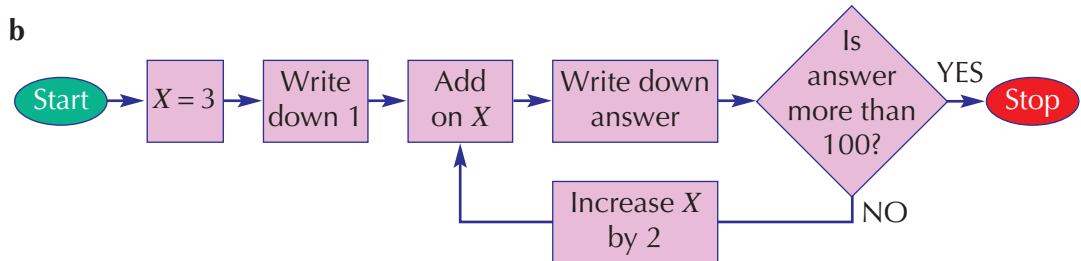 b
Start
X = 3
Write
down 1
Add
on X
Write down
answer
Is
answer
more than
100?
YES
Stop
NO
Increase X
by 2